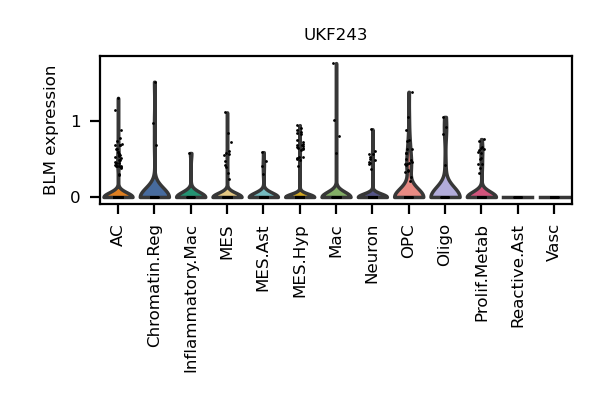 UKF243
BLM expression
1
0
AC
Chromatin.Reg
Inflammatory.Mac
MES
MES.Ast
MES.Hyp
Mac
Neuron
OPC
Oligo
Prolif.Metab
Reactive.Ast
Vasc